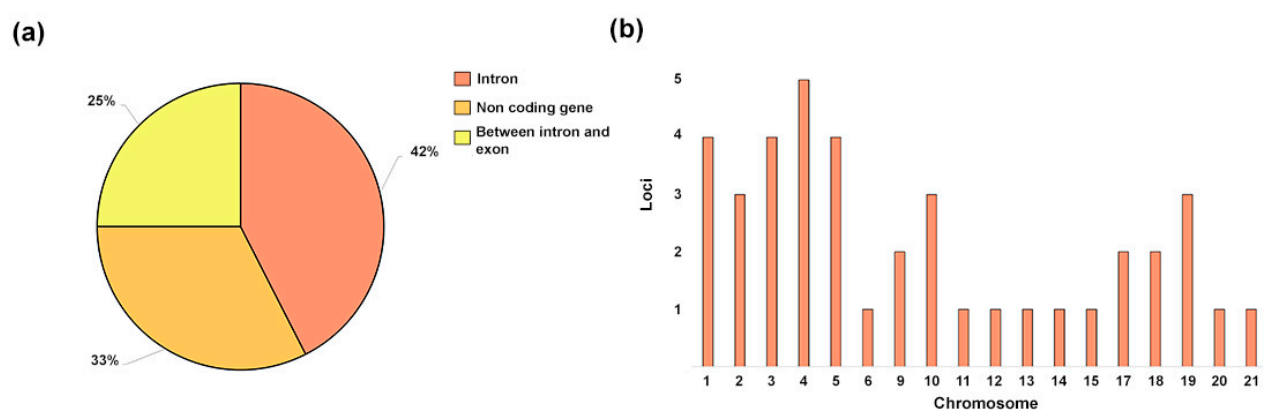 (a)
25%
42%
33%
Intron
Non coding gene
Between intron and
exon
(b)
Loci
5
4
3
2
1
1 2 3 4 5 6 9 10 11 12 13 14 15 17 18 19 20 21
Chromosome